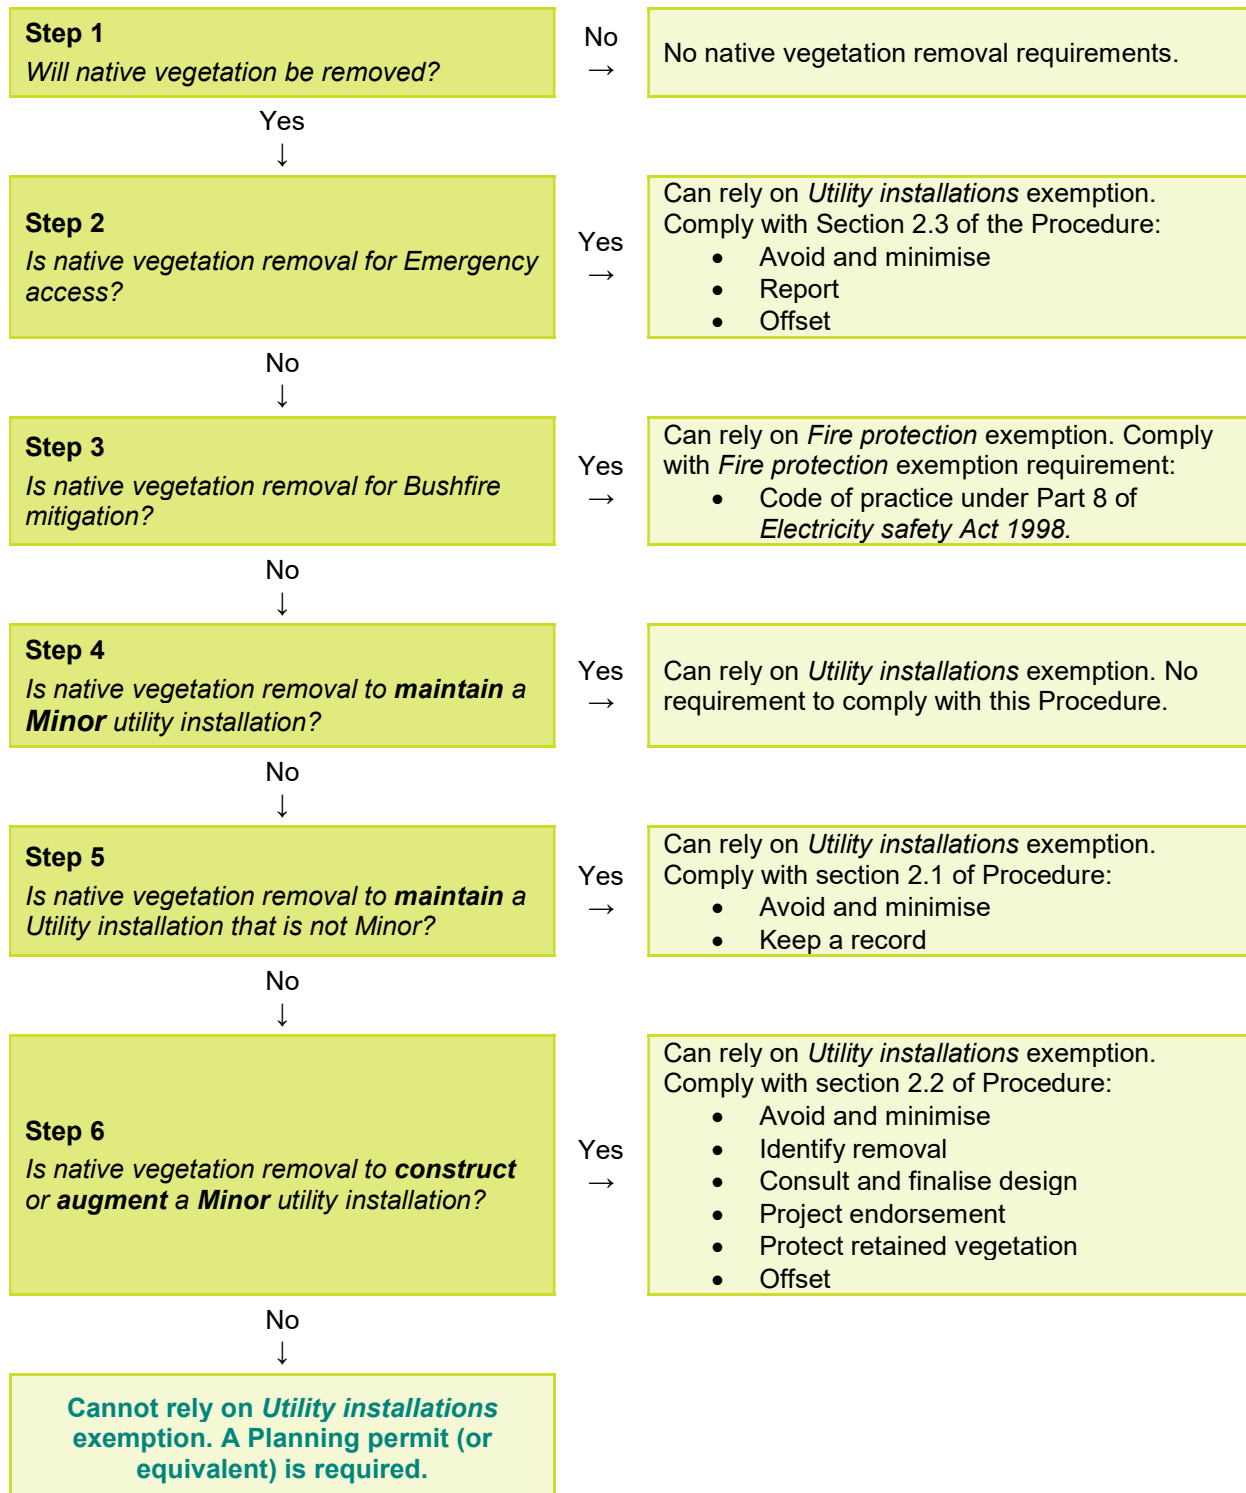 Step 1
Will native vegetation be removed?
No
→
No native vegetation removal requirements.
Yes
↓
Step 2
Is native vegetation removal for Emergency
access?
Yes
→
Can rely on Utility installations exemption.
Comply with Section 2.3 of the Procedure:
• Avoid and minimise
• Report
• Offset
No
↓
Step 3
Is native vegetation removal for Bushfire
mitigation?
Yes
→
Can rely on Fire protection exemption. Comply
with Fire protection exemption requirement:
• Code of practice under Part 8 of
Electricity safety Act 1998.
No
↓
Step 4
Is native vegetation removal to maintain a
Minor utility installation?
Yes
→
Can rely on Utility installations exemption. No
requirement to comply with this Procedure.
No
↓
Step 5
Is native vegetation removal to maintain a
Utility installation that is not Minor?
Yes
→
Can rely on Utility installations exemption.
Comply with section 2.1 of Procedure:
• Avoid and minimise
• Keep a record
No
↓
Step 6
Is native vegetation removal to construct
or augment a Minor utility installation?
Yes
→
Can rely on Utility installations exemption.
Comply with section 2.2 of Procedure:
• Avoid and minimise
• Identify removal
• Consult and finalise design
• Project endorsement
• Protect retained vegetation
• Offset
No
↓
Cannot rely on Utility installations
exemption. A Planning permit (or
equivalent) is required.